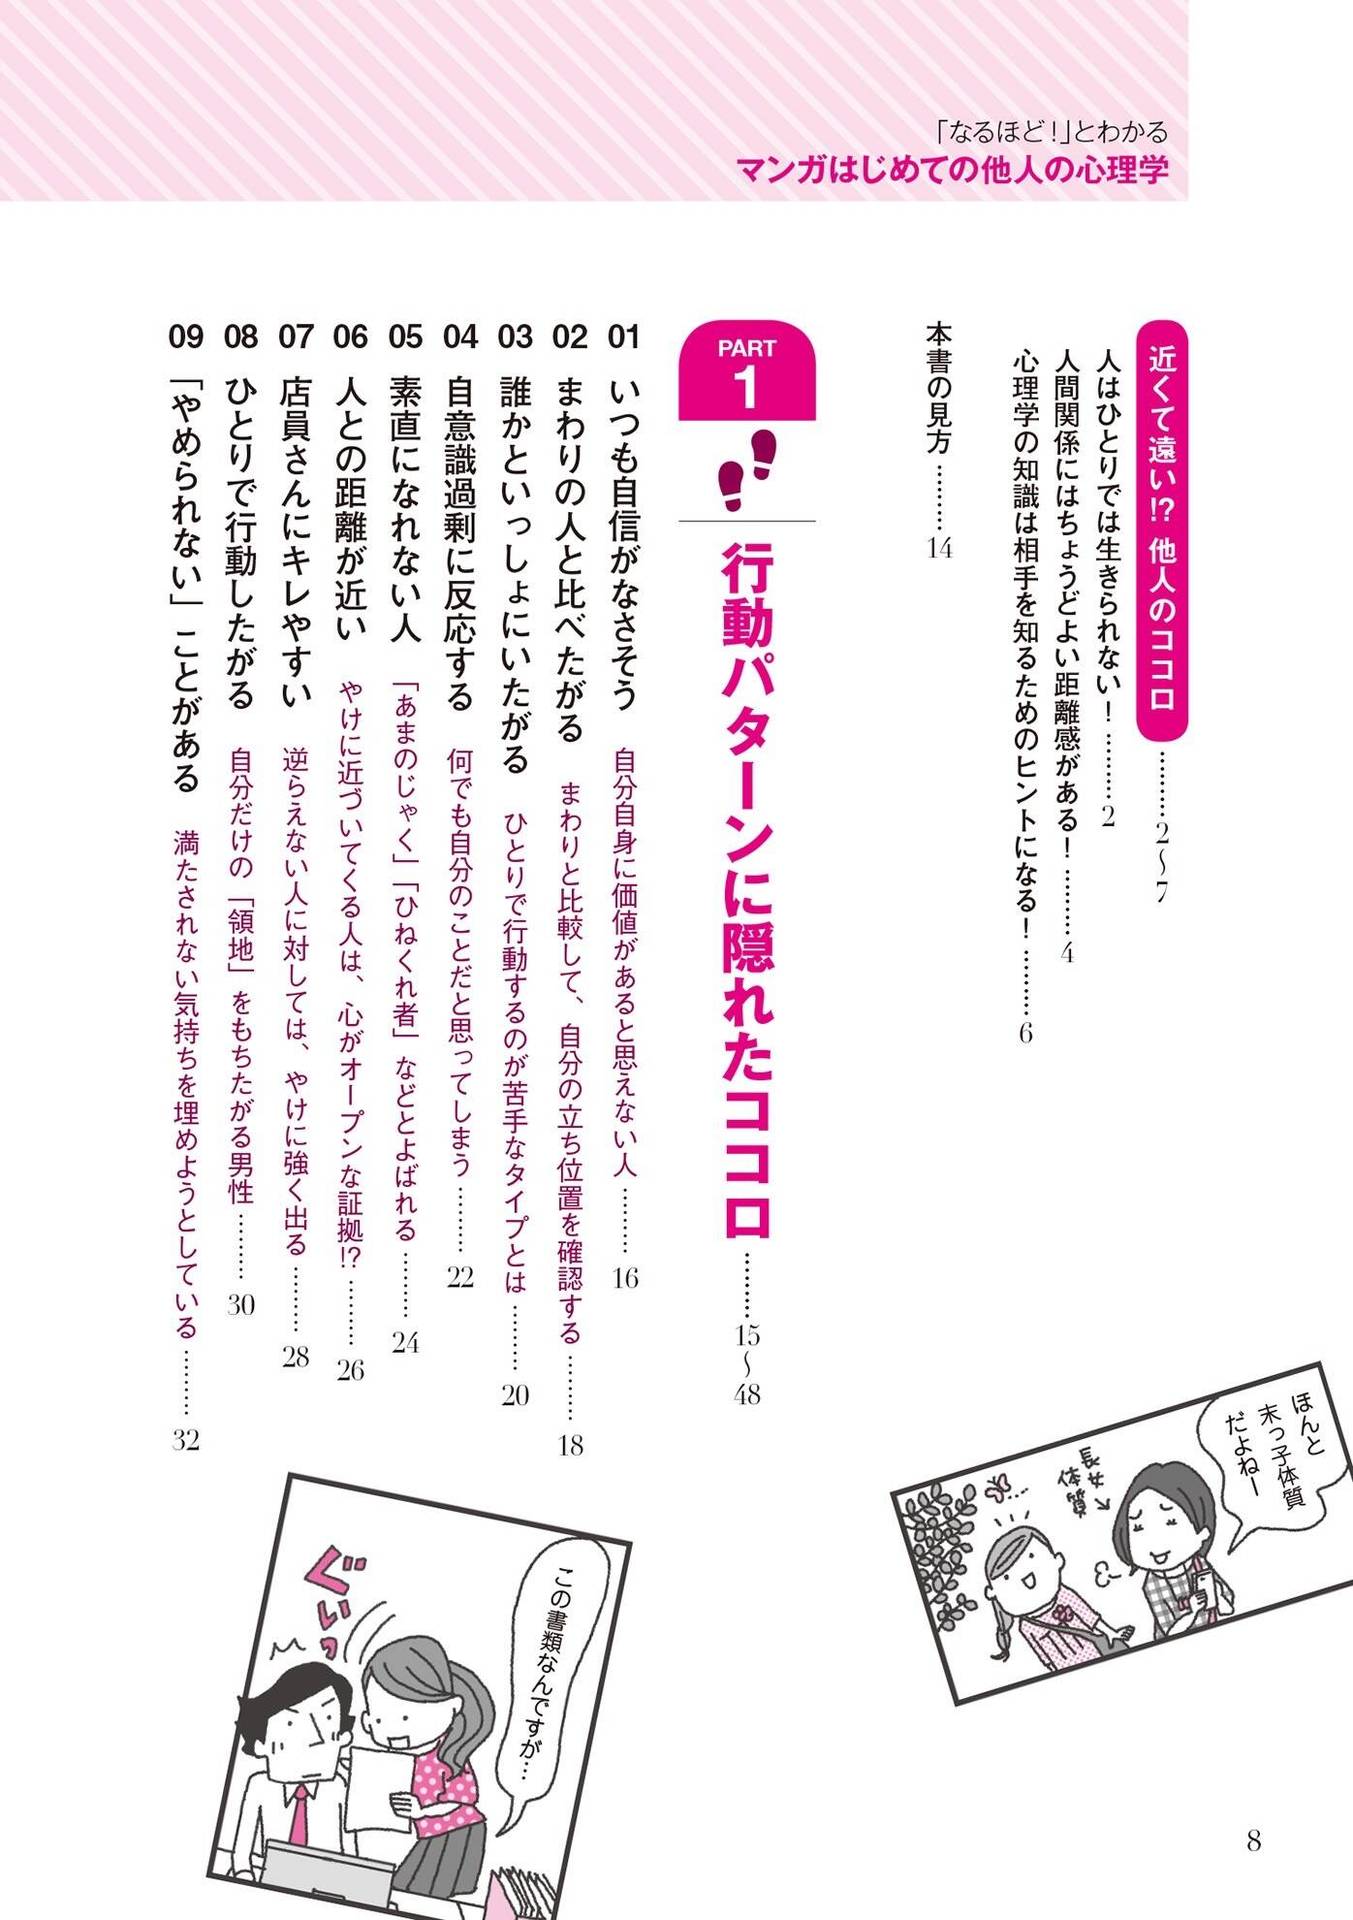 「なるほど！」とわかる
マンガはじめての他人の心理学
近くて遠い!? 他人のココロ ……… 2〜7
人はひとりでは生きられない！ ……… 2
人間関係にはちょうどよい距離感がある！ ……… 4
心理学の知識は相手を知るためのヒントになる！ ……… 6
本書の見方 ……… 14
PART
1
行動パターンに隠れたココロ ……… 15〜48
01 いつも自信がなさそう 自分自身に価値があると思えない人 ……… 16
02 まわりの人と比べたがる まわりと比較して、自分の立ち位置を確認する ……… 18
03 誰かといっしょにいたがる ひとりで行動するのが苦手なタイプとは ……… 20
04 自意識過剰に反応する 何でも自分のことだと思ってしまう ……… 22
05 素直になれない人 「あまのじゃく」「ひねくれ者」などとよばれる ……… 24
06 人との距離が近い やけに近づいてくる人は、心がオープンな証拠!? ……… 26
07 店員さんにキレやすい 逆らえない人に対しては、やけに強く出る ……… 28
08 ひとりで行動したがる 自分だけの「領地」をもちたがる男性 ……… 30
09 「やめられない」ことがある 満たされない気持ちを埋めようとしている ……… 32
ほんと
末っ子体質
だよねー
長女
体質
この書類なんですが…
ぐいっ
8